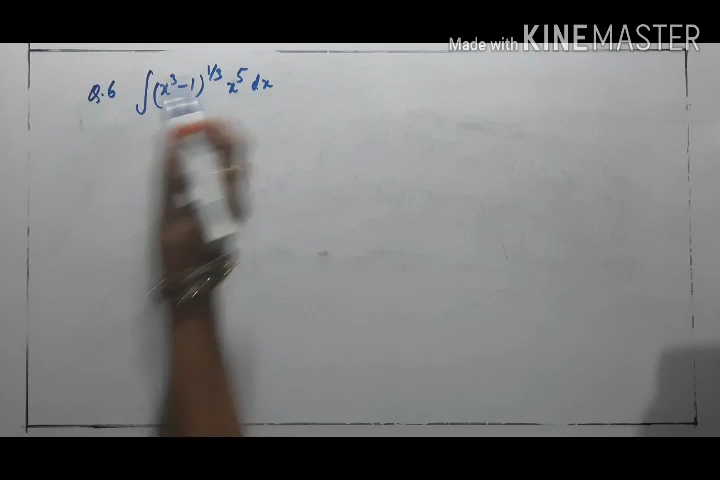 Made with KINEMASTER
Q.6 ∫(x³-1)^1/3 x⁵ dx